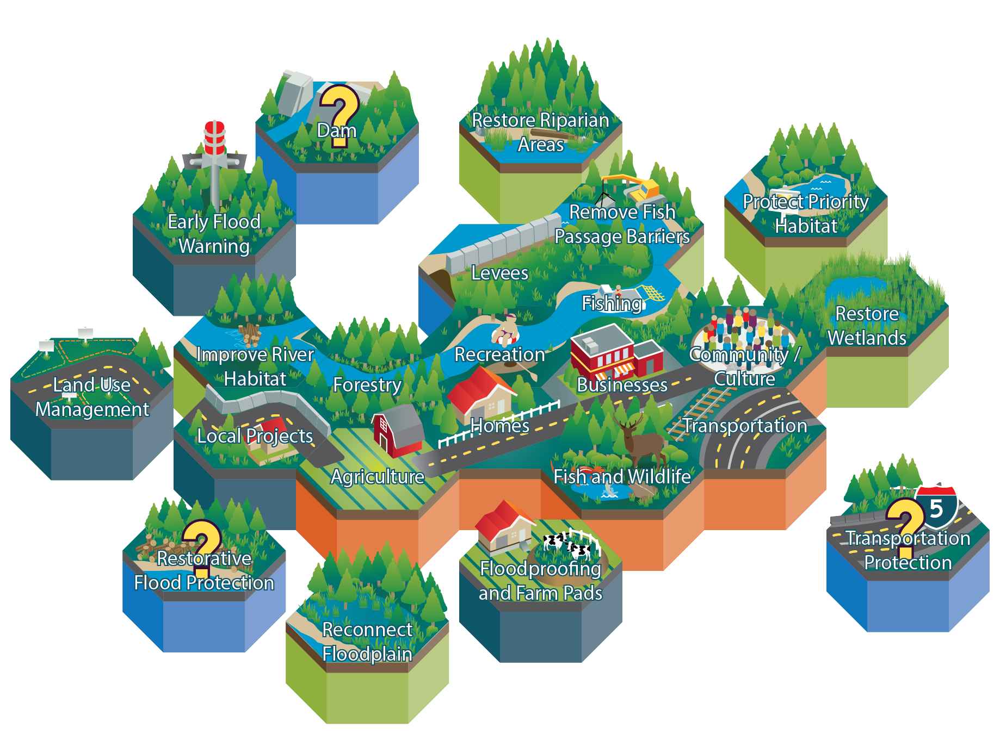 Dam
?
Restore Riparian
Areas
Early Flood
Warning
Remove Fish
Passage Barriers
Protect Priority
Habitat
Levees
Fishing
Restore
Wetlands
Improve River
Habitat
Recreation
Community /
Culture
Land Use
Management
Forestry
Businesses
Local Projects
Homes
Transportation
Agriculture
Fish and Wildlife
5
?
Transportation
Protection
?
Restorative
Flood Protection
Floodproofing
and Farm Pads
Reconnect
Floodplain